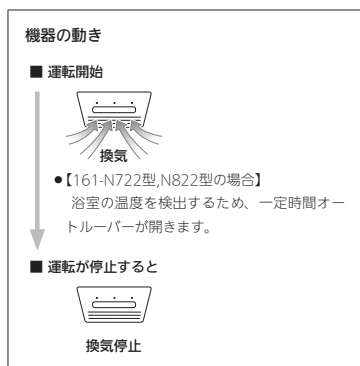 機器の動き
■ 運転開始
換気
●【161-N722型,N822型の場合】
浴室の温度を検出するため、一定時間オー
トルーバーが開きます。
■ 運転が停止すると
換気停止